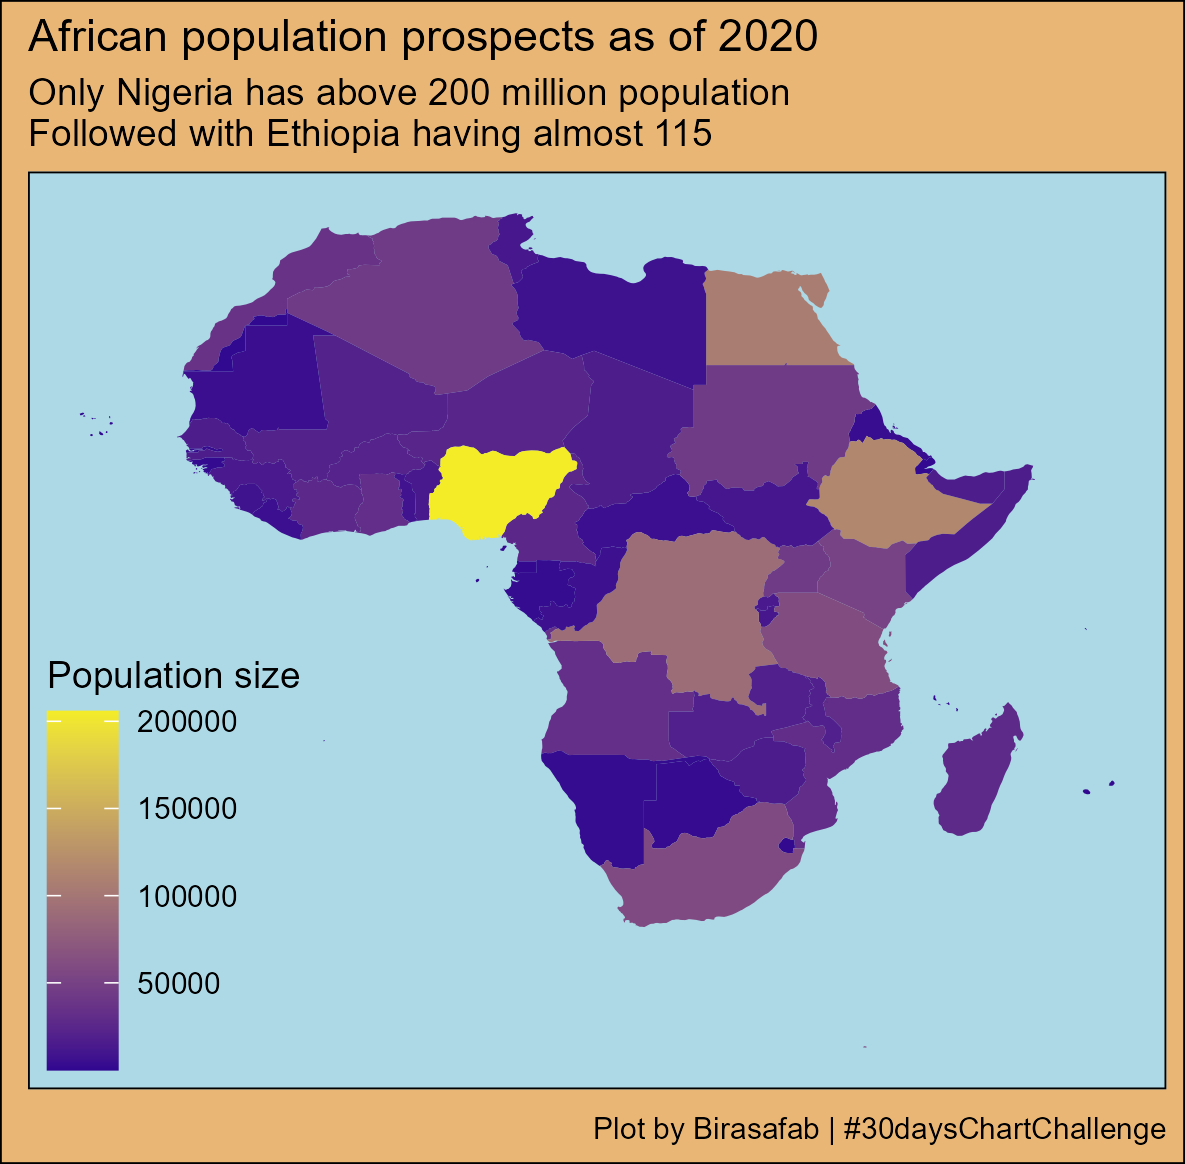 African population prospects as of 2020
Only Nigeria has above 200 million population
Followed with Ethiopia having almost 115
Population size
200000
150000
100000
50000
Plot by Birasafab | #30daysChartChallenge